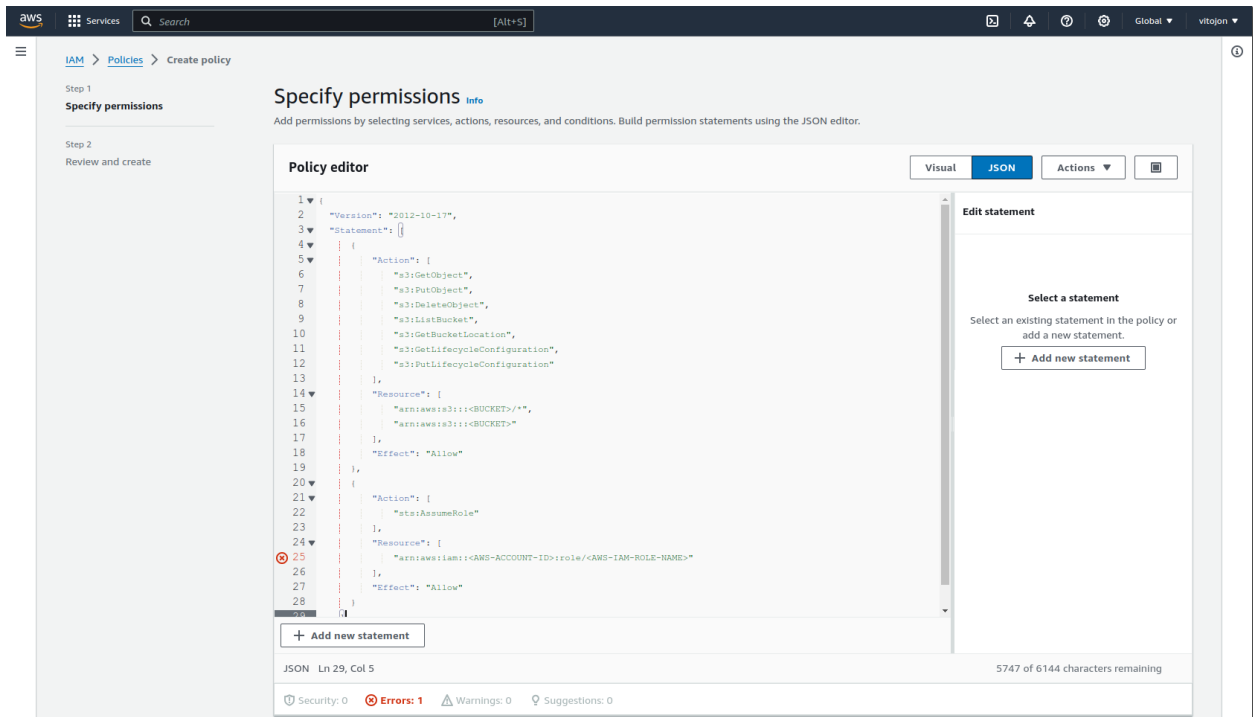 aws
Services
Search [Alt+S]
Global ▼
vitojon ▼
IAM > Policies > Create policy
Step 1
Specify permissions
Step 2
Review and create
Specify permissions Info
Add permissions by selecting services, actions, resources, and conditions. Build permission statements using the JSON editor.
Policy editor
Visual
JSON
Actions ▼
1 {
2 "Version": "2012-10-17",
3 "Statement": [
4 {
5 "Action": [
6 "s3:GetObject",
7 "s3:PutObject",
8 "s3:DeleteObject",
9 "s3:ListBucket",
10 "s3:GetBucketLocation",
11 "s3:GetLifecycleConfiguration",
12 "s3:PutLifecycleConfiguration"
13 ],
14 "Resource": [
15 "arn:aws:s3:::<BUCKET>/*",
16 "arn:aws:s3:::<BUCKET>"
17 ],
18 "Effect": "Allow"
19 },
20 {
21 "Action": [
22 "sts:AssumeRole"
23 ],
24 "Resource": [
25 "arn:aws:iam::<AWS-ACCOUNT-ID>:role/<AWS-IAM-ROLE-NAME>"
26 ],
27 "Effect": "Allow"
28 }
29 ]
+ Add new statement
Edit statement
Select a statement
Select an existing statement in the policy or
add a new statement.
+ Add new statement
JSON Ln 29, Col 5
5747 of 6144 characters remaining
Security: 0
Errors: 1
Warnings: 0
Suggestions: 0